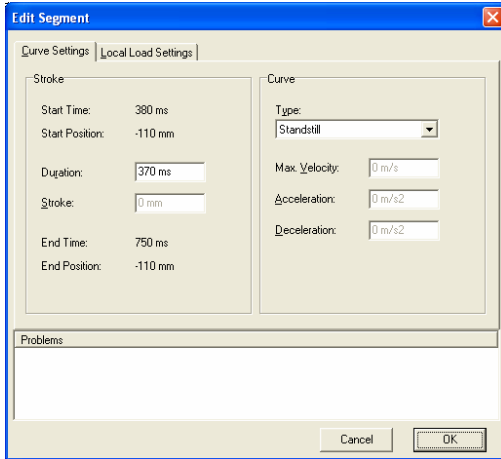 Edit Segment
Curve Settings
Local Load Settings
Stroke
Start Time: 380 ms
Start Position: -110 mm
Duration: 370 ms
Stroke: 0 mm
End Time: 750 ms
End Position: -110 mm
Curve
Type:
Standstill
Max. Velocity: 0 m/s
Acceleration: 0 m/s2
Deceleration: 0 m/s2
Problems
Cancel
OK